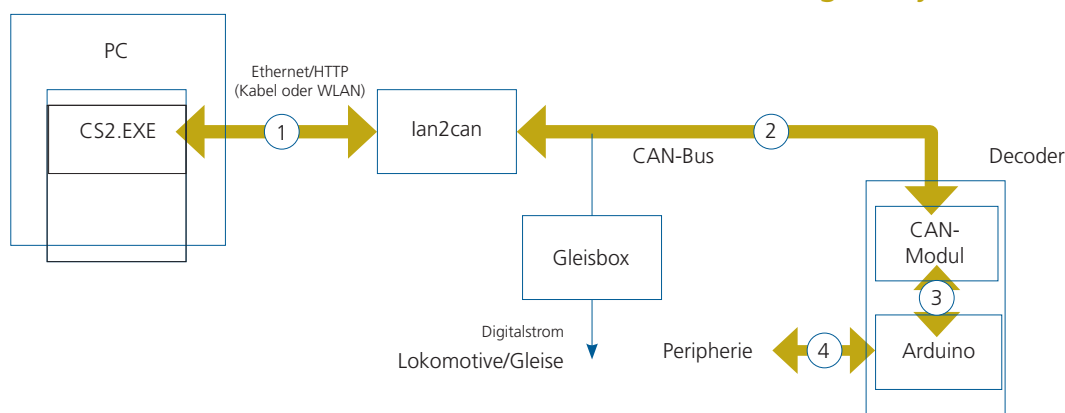 PC
Ethernet/HTTP
(Kabel oder WLAN)
CS2.EXE
1
lan2can
2
CAN-Bus
Decoder
CAN-
Modul
Gleisbox
3
Digitalstrom
Lokomotive/Gleise
Peripherie
4
Arduino